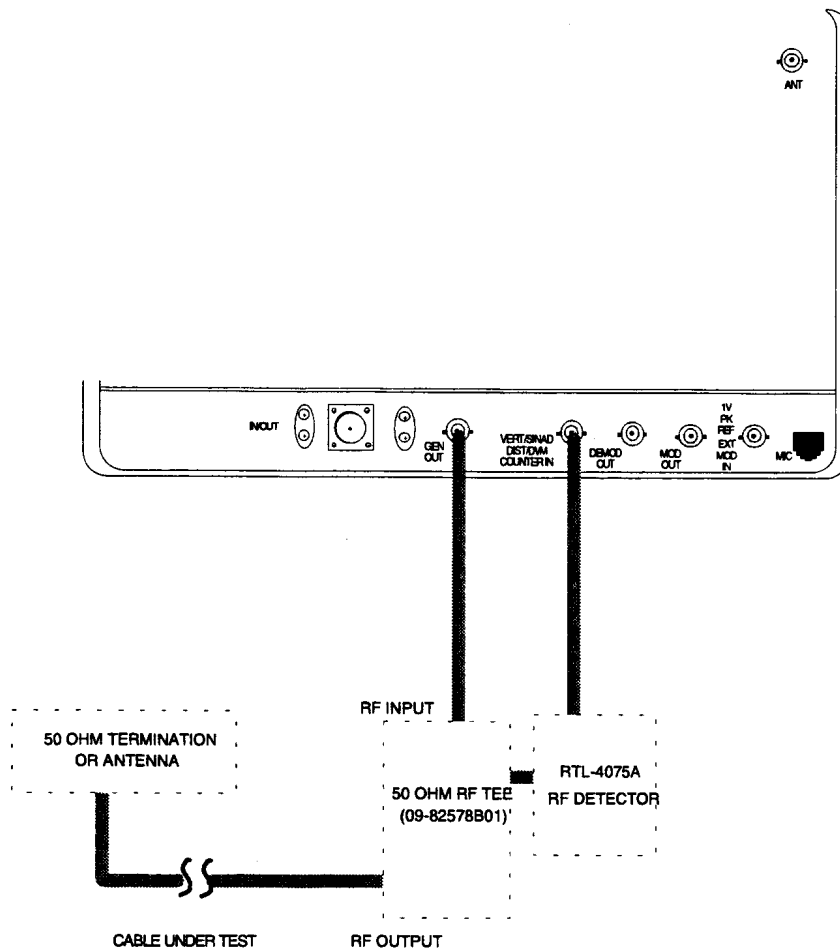 ANT
IN/OUT
GEN
OUT
VERT/SINAD
DIST/DVM
COUNTER IN
DEMOD
OUT
MOD
OUT
1V
PK
REF
EXT
MOD
IN
MIC
RF INPUT
50 OHM TERMINATION
OR ANTENNA
50 OHM RF TEE
(09-82578B01)
RTL-4075A
RF DETECTOR
CABLE UNDER TEST
RF OUTPUT